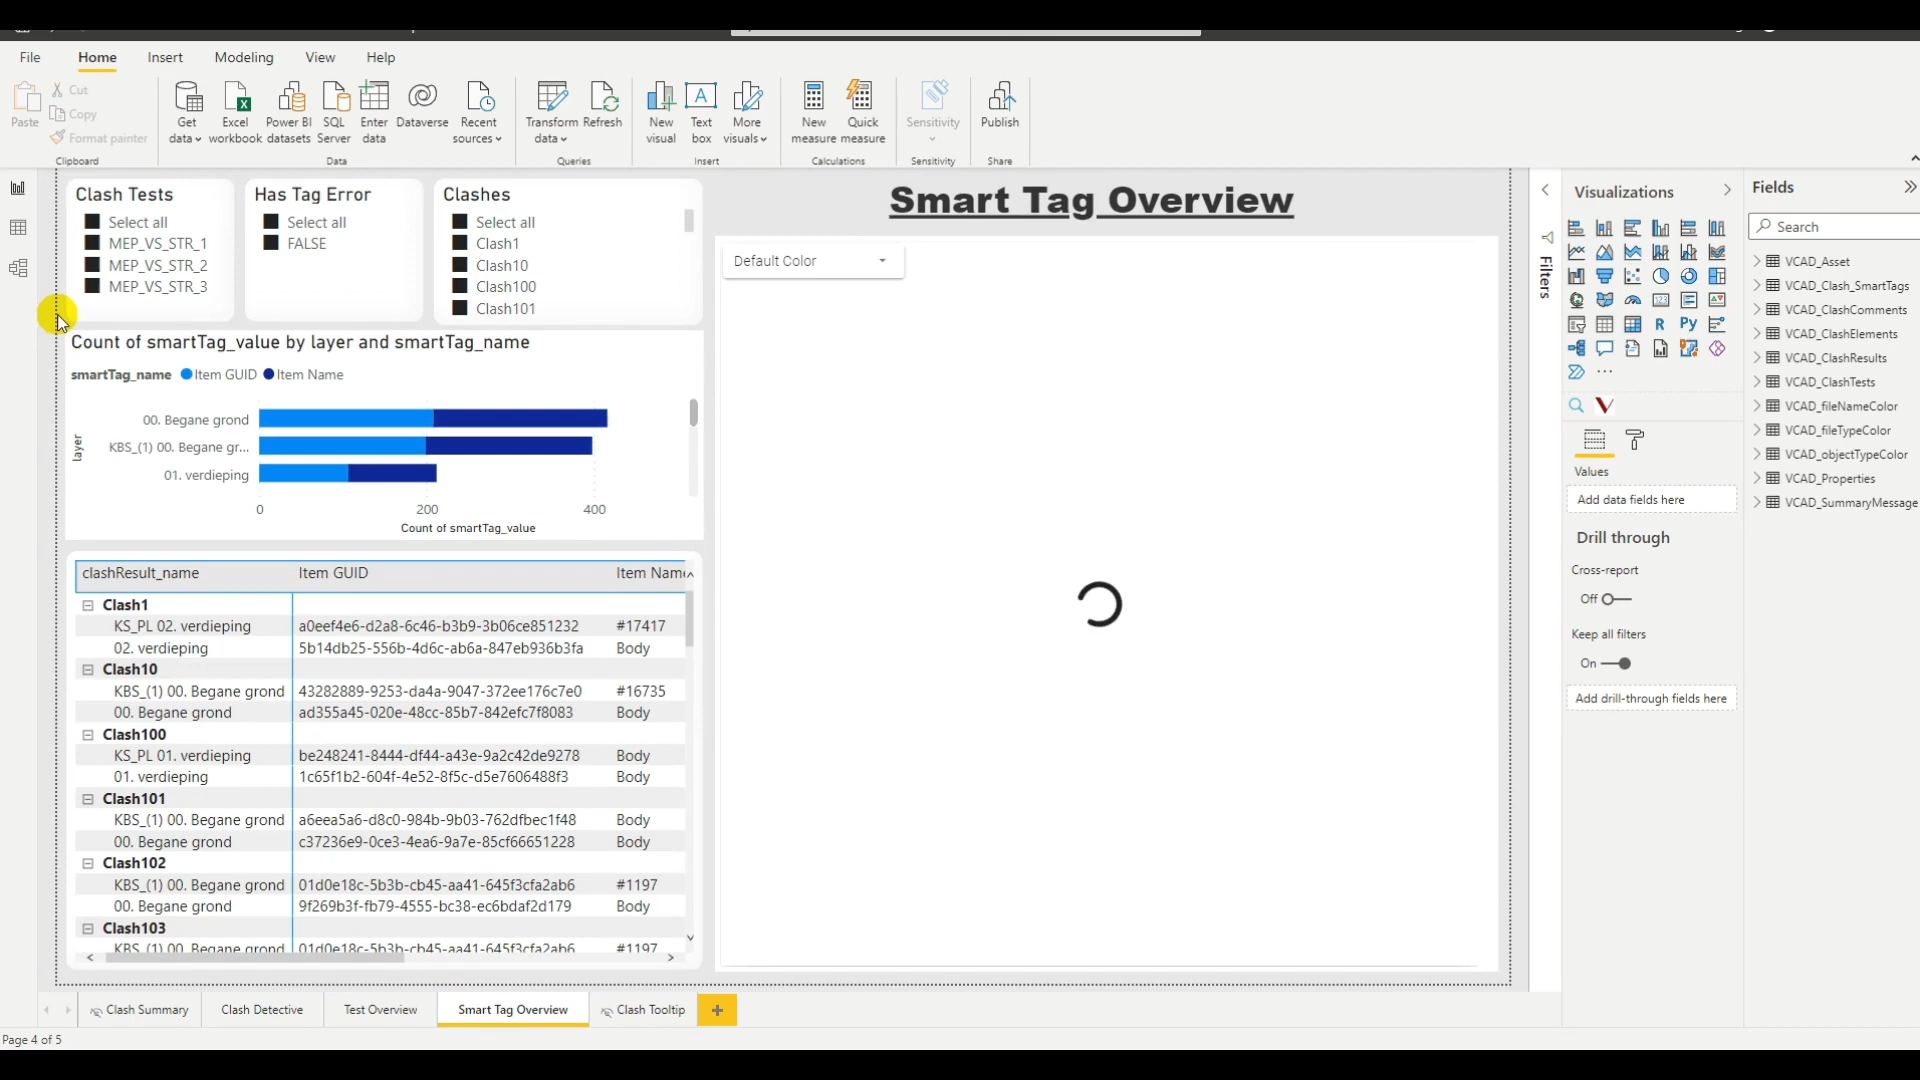 File Home Insert Modeling View Help
Paste
Cut
Copy
Format painter
Clipboard
Get data
Excel workbook
Power BI datasets
SQL Server
Enter data
Dataverse
Recent sources
Data
Transform data
Refresh
Queries
New visual
Text box
More visuals
Insert
New measure
Quick measure
Calculations
Sensitivity
Sensitivity
Publish
Share
Clash Tests
Select all
MEP_VS_STR_1
MEP_VS_STR_2
MEP_VS_STR_3
Has Tag Error
Select all
FALSE
Clashes
Select all
Clash1
Clash10
Clash100
Clash101
Smart Tag Overview
Default Color
Count of smartTag_value by layer and smartTag_name
smartTag_name Item GUID Item Name
layer
00. Begane grond
KBS_(1) 00. Begane gr...
01. verdieping
0 200 400
Count of smartTag_value
clashResult_name Item GUID Item Name
Clash1
KS_PL 02. verdieping a0eef4e6-d2a8-6c46-b3b9-3b06ce851232 #17417
02. verdieping 5b14db25-556b-4d6c-ab6a-847eb936b3fa Body
Clash10
KBS_(1) 00. Begane grond 43282889-9253-da4a-9047-372ee176c7e0 #16735
00. Begane grond ad355a45-020e-48cc-85b7-842efc7f8083 Body
Clash100
KS_PL 01. verdieping be248241-8444-df44-a43e-9a2c42de9278 Body
01. verdieping 1c65f1b2-604f-4e52-8f5c-d5e7606488f3 Body
Clash101
KBS_(1) 00. Begane grond a6eea5a6-d8c0-984b-9b03-762dfbec1f48 Body
00. Begane grond c37236e9-0ce3-4ea6-9a7e-85cf66651228 Body
Clash102
KBS_(1) 00. Begane grond 01d0e18c-5b3b-cb45-aa41-645f3cfa2ab6 #1197
00. Begane grond 9f269b3f-fb79-4555-bc38-ec6bdaf2d179 Body
Clash103
KBS_(1) 00. Begane grond 01d0e18c-5b3b-cb45-aa41-645f3cfa2ab6 #1197
Filters
Visualizations
R Py
123
Values
Add data fields here
Drill through
Cross-report
Off
Keep all filters
On
Add drill-through fields here
Fields
Search
VCAD_Asset
VCAD_Clash_SmartTags
VCAD_ClashComments
VCAD_ClashElements
VCAD_ClashResults
VCAD_ClashTests
VCAD_fileNameColor
VCAD_fileTypeColor
VCAD_objectTypeColor
VCAD_Properties
VCAD_SummaryMessage
Clash Summary Clash Detective Test Overview Smart Tag Overview Clash Tooltip
Page 4 of 5